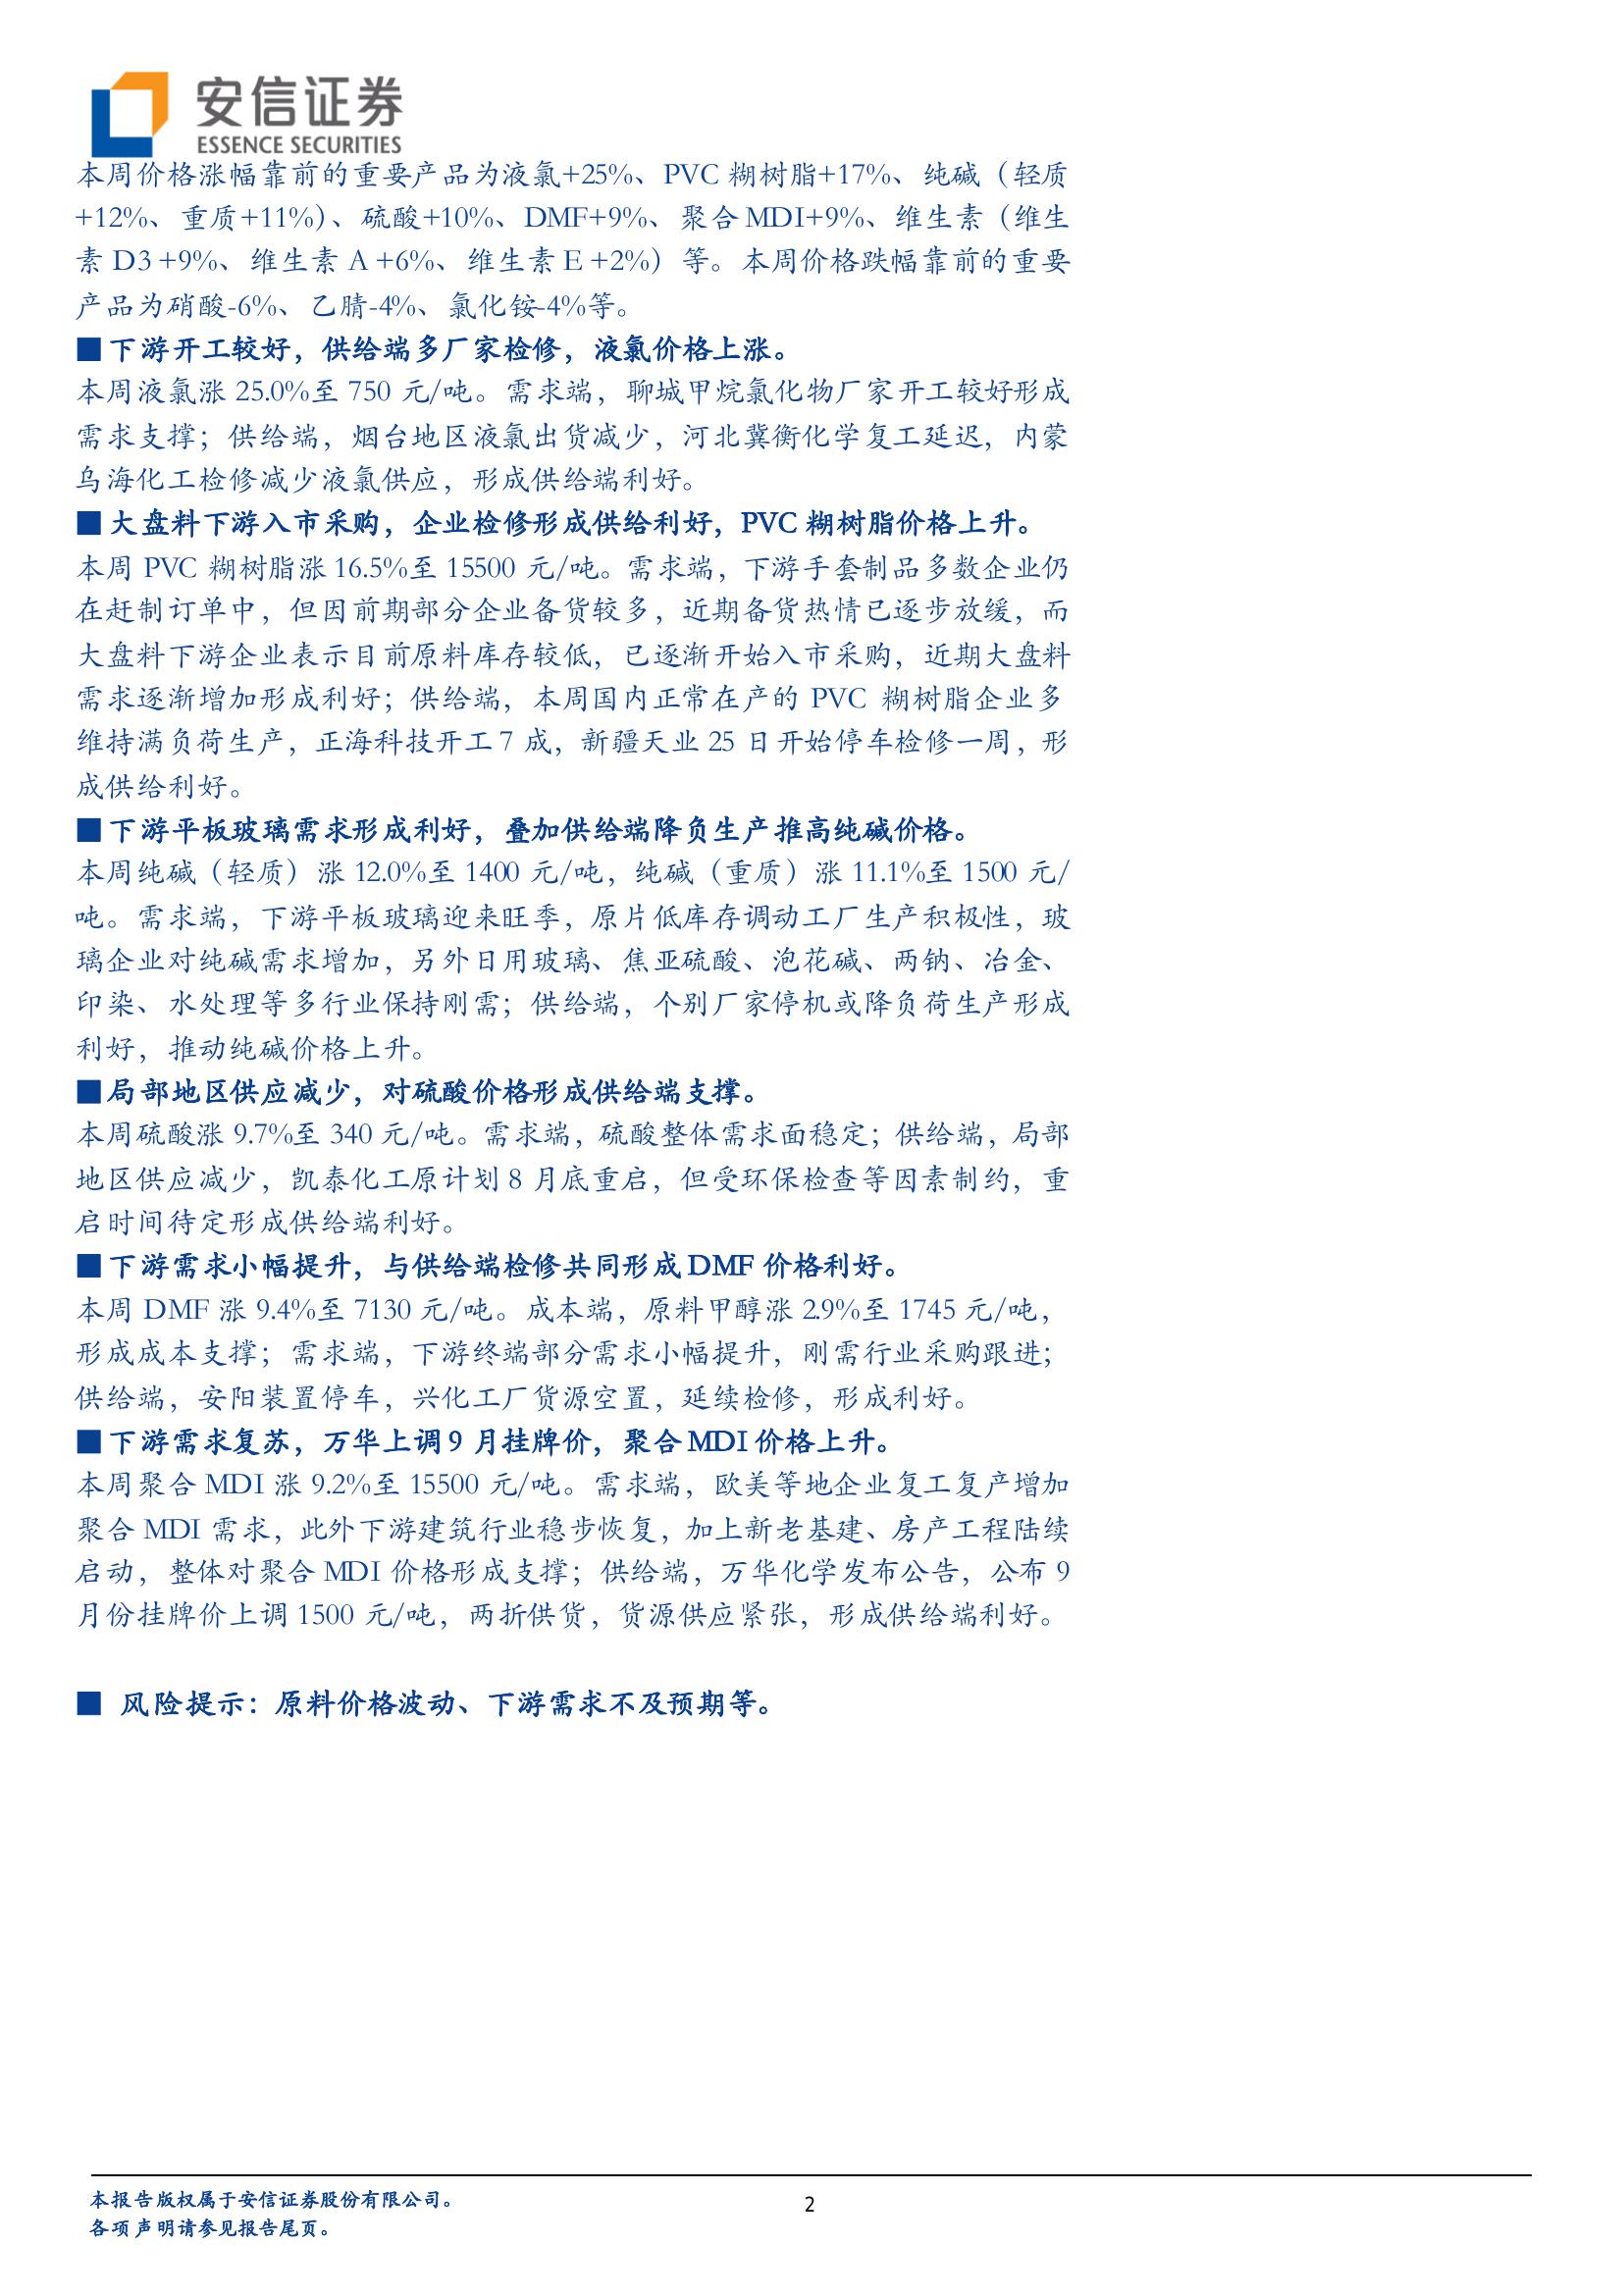 安信证券
ESSENCE SECURITIES
本周价格涨幅靠前的重要产品为液氯+25%、PVC 糊树脂+17%、纯碱（轻质
+12%、重质+11%）、硫酸+10%、DMF+9%、聚合 MDI+9%、维生素（维生
素 D3 +9%、维生素 A +6%、维生素 E +2%）等。本周价格跌幅靠前的重要
产品为硝酸-6%、乙腈-4%、氯化铵-4%等。
■下游开工较好，供给端多厂家检修，液氯价格上涨。
本周液氯涨 25.0%至 750 元/吨。需求端，聊城甲烷氯化物厂家开工较好形成
需求支撑；供给端，烟台地区液氯出货减少，河北冀衡化学复工延迟，内蒙
乌海化工检修减少液氯供应，形成供给端利好。
■大盘料下游入市采购，企业检修形成供给利好，PVC 糊树脂价格上升。
本周 PVC 糊树脂涨 16.5%至 15500 元/吨。需求端，下游手套制品多数企业仍
在赶制订单中，但因前期部分企业备货较多，近期备货热情已逐步放缓，而
大盘料下游企业表示目前原料库存较低，已逐渐开始入市采购，近期大盘料
需求逐渐增加形成利好；供给端，本周国内正常在产的 PVC 糊树脂企业多
维持满负荷生产，正海科技开工 7 成，新疆天业 25 日开始停车检修一周，形
成供给利好。
■下游平板玻璃需求形成利好，叠加供给端降负生产推高纯碱价格。
本周纯碱（轻质）涨 12.0%至 1400 元/吨，纯碱（重质）涨 11.1%至 1500 元/
吨。需求端，下游平板玻璃迎来旺季，原片低库存调动工厂生产积极性，玻
璃企业对纯碱需求增加，另外日用玻璃、焦亚硫酸、泡花碱、两钠、冶金、
印染、水处理等多行业保持刚需；供给端，个别厂家停机或降负荷生产形成
利好，推动纯碱价格上升。
■局部地区供应减少，对硫酸价格形成供给端支撑。
本周硫酸涨 9.7%至 340 元/吨。需求端，硫酸整体需求面稳定；供给端，局部
地区供应减少，凯泰化工原计划 8 月底重启，但受环保检查等因素制约，重
启时间待定形成供给端利好。
■下游需求小幅提升，与供给端检修共同形成 DMF 价格利好。
本周 DMF 涨 9.4%至 7130 元/吨。成本端，原料甲醇涨 2.9%至 1745 元/吨，
形成成本支撑；需求端，下游终端部分需求小幅提升，刚需行业采购跟进；
供给端，安阳装置停车，兴化工厂货源空置，延续检修，形成利好。
■下游需求复苏，万华上调 9 月挂牌价，聚合 MDI 价格上升。
本周聚合 MDI 涨 9.2%至 15500 元/吨。需求端，欧美等地企业复工复产增加
聚合 MDI 需求，此外下游建筑行业稳步恢复，加上新老基建、房产工程陆续
启动，整体对聚合 MDI 价格形成支撑；供给端，万华化学发布公告，公布 9
月份挂牌价上调 1500 元/吨，两折供货，货源供应紧张，形成供给端利好。
■ 风险提示：原料价格波动、下游需求不及预期等。
本报告版权属于安信证券股份有限公司。
各项声明请参见报告尾页。
2